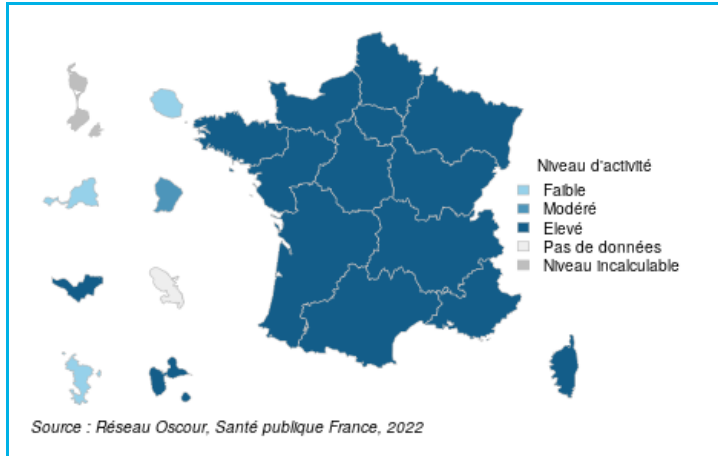 Niveau d'activité
Faible
Modéré
Elevé
Pas de données
Niveau incalculable
Source : Réseau Oscour, Santé publique France, 2022